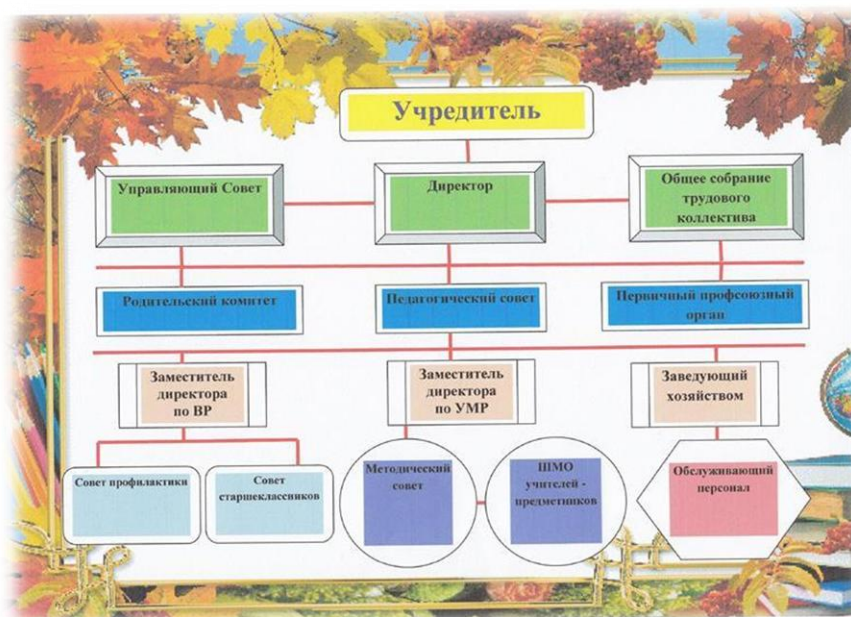 Учредитель
Управляющий Совет
Директор
Общее собрание
трудового
коллектива
Родительский комитет
Педагогический совет
Первичный профсоюзный
орган
Заместитель
директора
по ВР
Заместитель
директора
по УМР
Заведующий
хозяйством
Совет профилактики
Совет
старшеклассников
Методический
совет
ШМО
учителей -
предметников
Обслуживающий
персонал